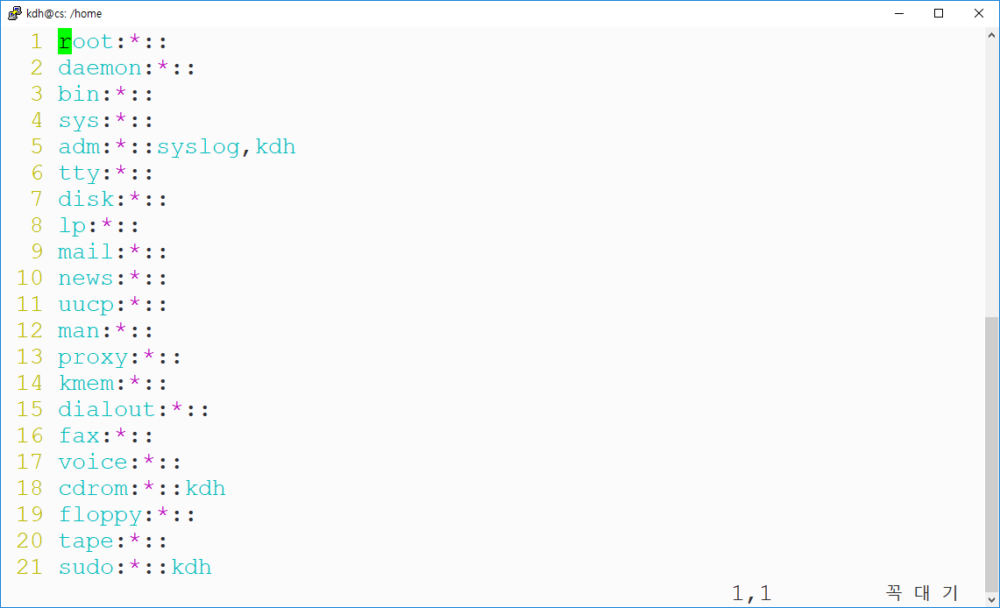 kdh@cs: /home
1 root:*::
2 daemon:*::
3 bin:*::
4 sys:*::
5 adm:*::syslog,kdh
6 tty:*::
7 disk:*::
8 lp:*::
9 mail:*::
10 news:*::
11 uucp:*::
12 man:*::
13 proxy:*::
14 kmem:*::
15 dialout:*::
16 fax:*::
17 voice:*::
18 cdrom:*::kdh
19 floppy:*::
20 tape:*::
21 sudo:*::kdh
1,1 꼭대기